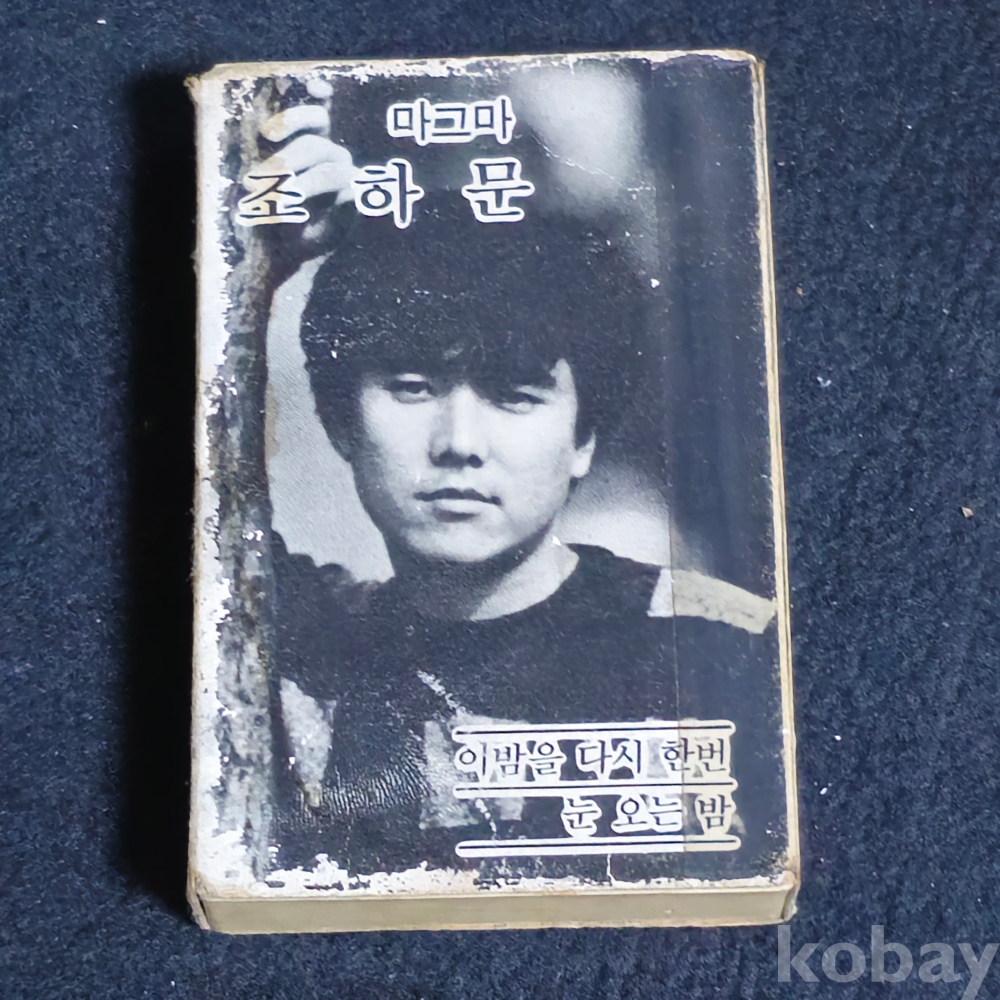 마그마
조하문
이밤을 다시 한번
눈 오는 밤
kobay